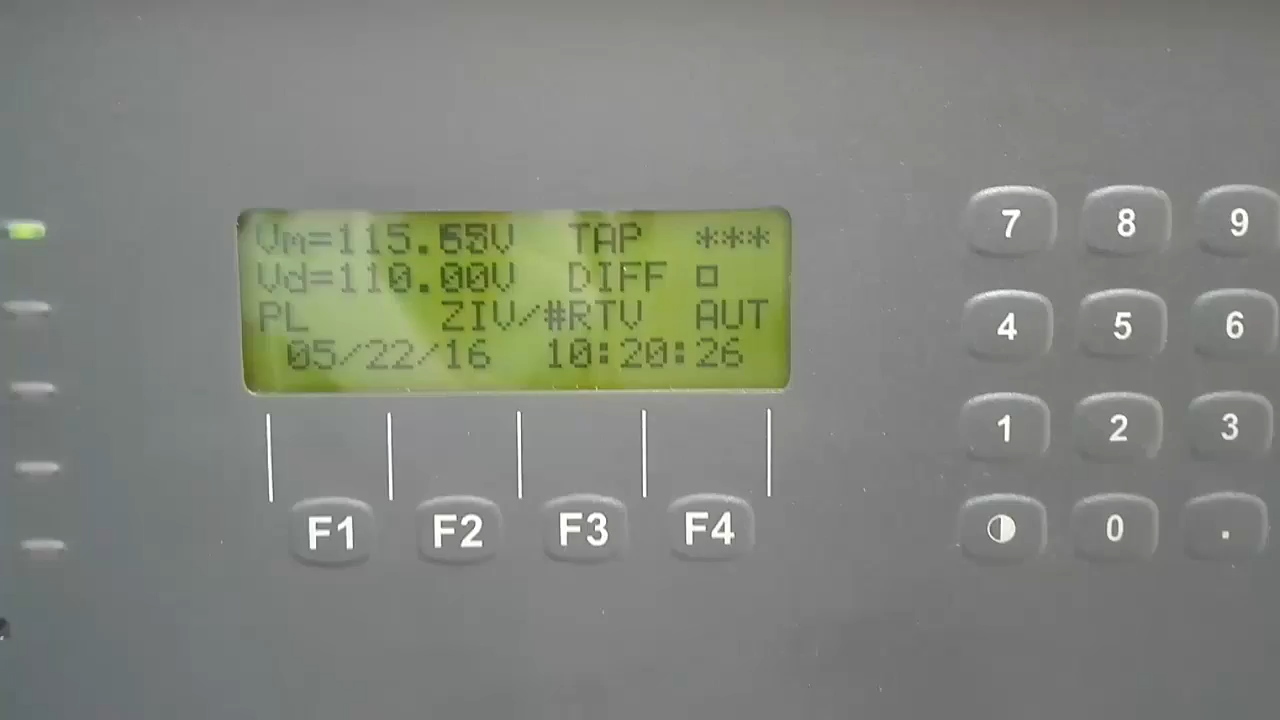 Vm=115.65V TAP ***
Vd=110.00V DIFF □
PL ZIV/#RTV AUT
05/22/16 10:20:26
F1 F2 F3 F4
7 8 9
4 5 6
1 2 3
0 .